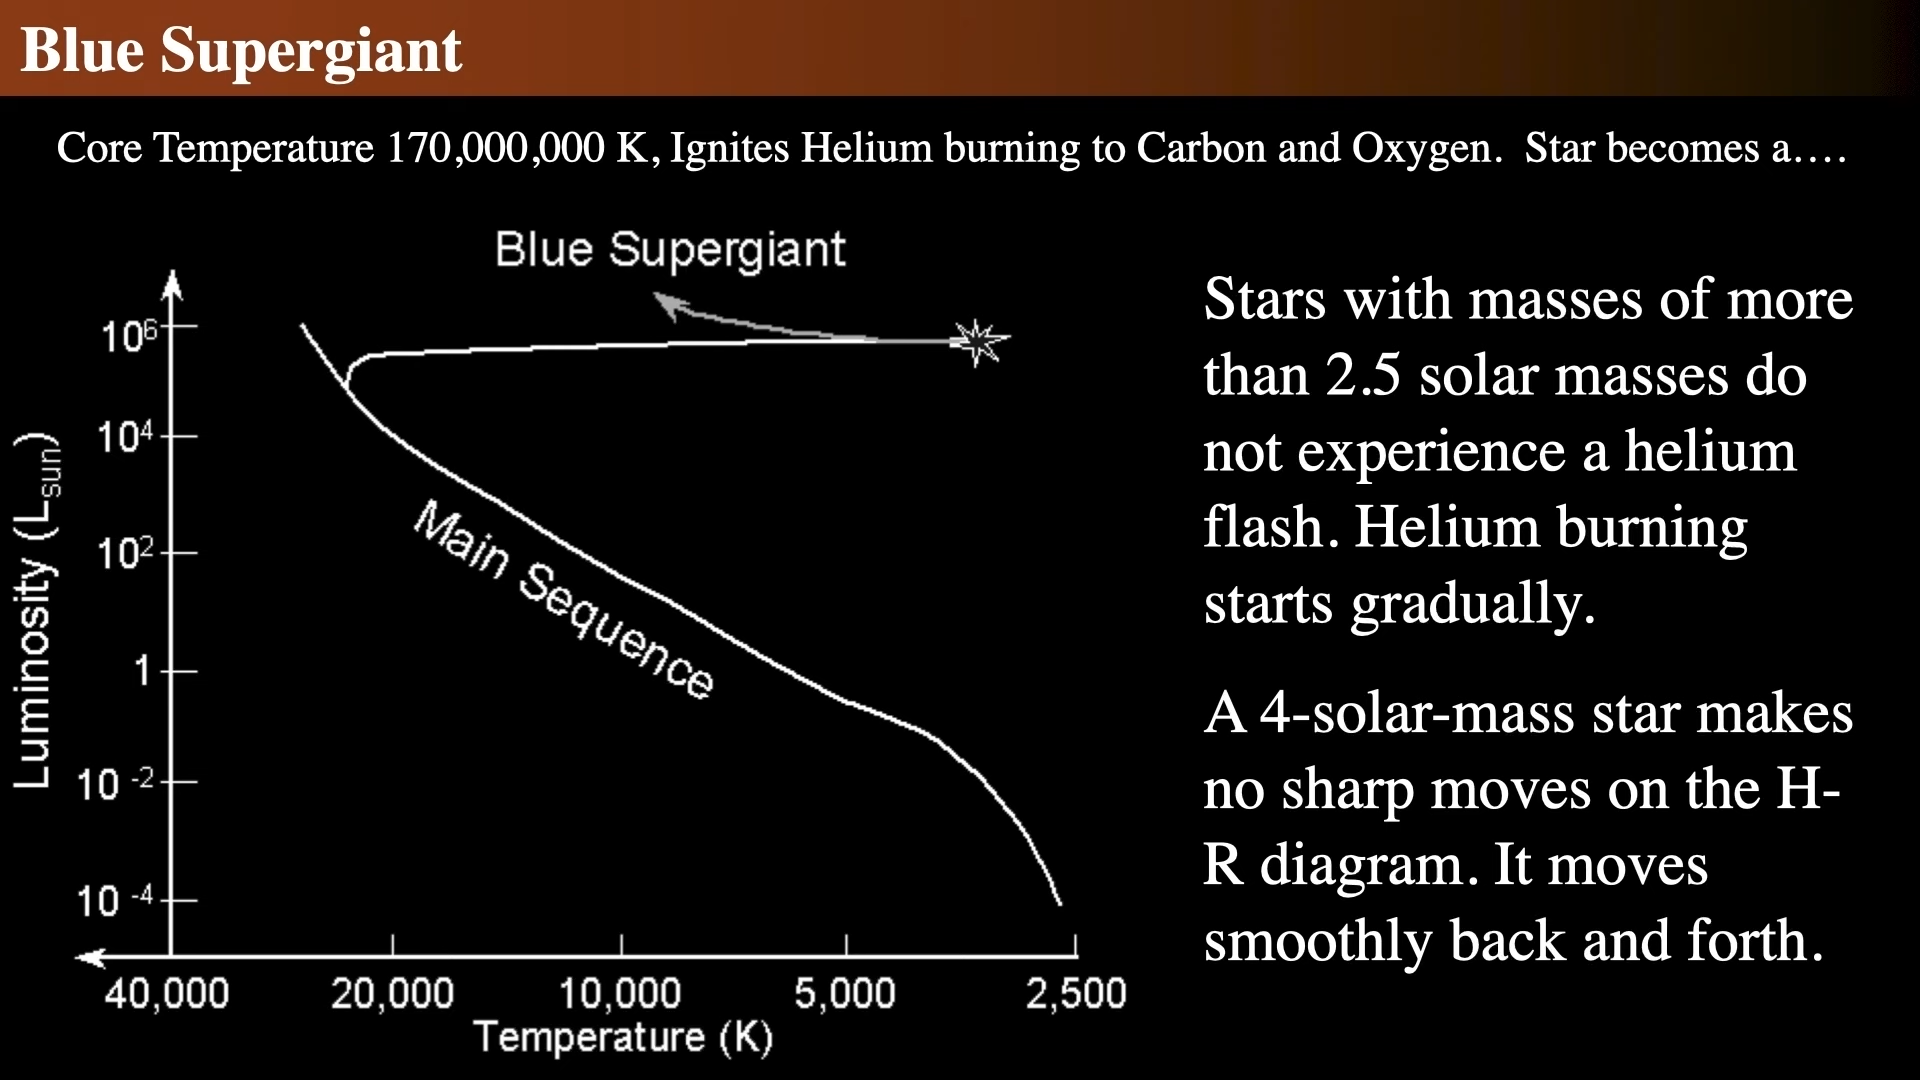 Blue Supergiant
Core Temperature 170,000,000 K, Ignites Helium burning to Carbon and Oxygen.  Star becomes a....
Blue Supergiant
10⁶
10⁴
10²
1
10 ⁻²
10 ⁻⁴
Luminosity (Lsun)
Main Sequence
40,000
20,000
10,000
5,000
2,500
Temperature (K)
Stars with masses of more
than 2.5 solar masses do
not experience a helium
flash. Helium burning
starts gradually.
A 4-solar-mass star makes
no sharp moves on the H-
R diagram. It moves
smoothly back and forth.